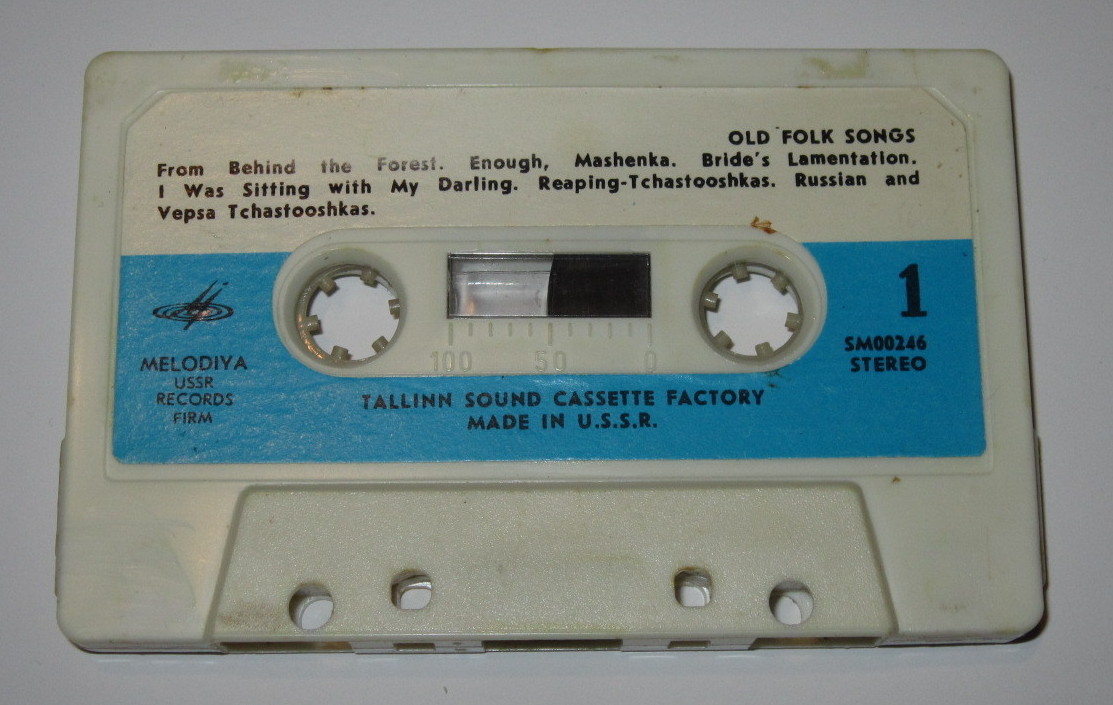 OLD FOLK SONGS
From Behind the Forest. Enough, Mashenka. Bride's Lamentation.
I Was Sitting with My Darling. Reaping-Tchastooshkas. Russian and
Vepsa Tchastooshkas.
1
SM00246
STEREO
MELODIYA
USSR
RECORDS
FIRM
100 50 0
TALLINN SOUND CASSETTE FACTORY
MADE IN U.S.S.R.